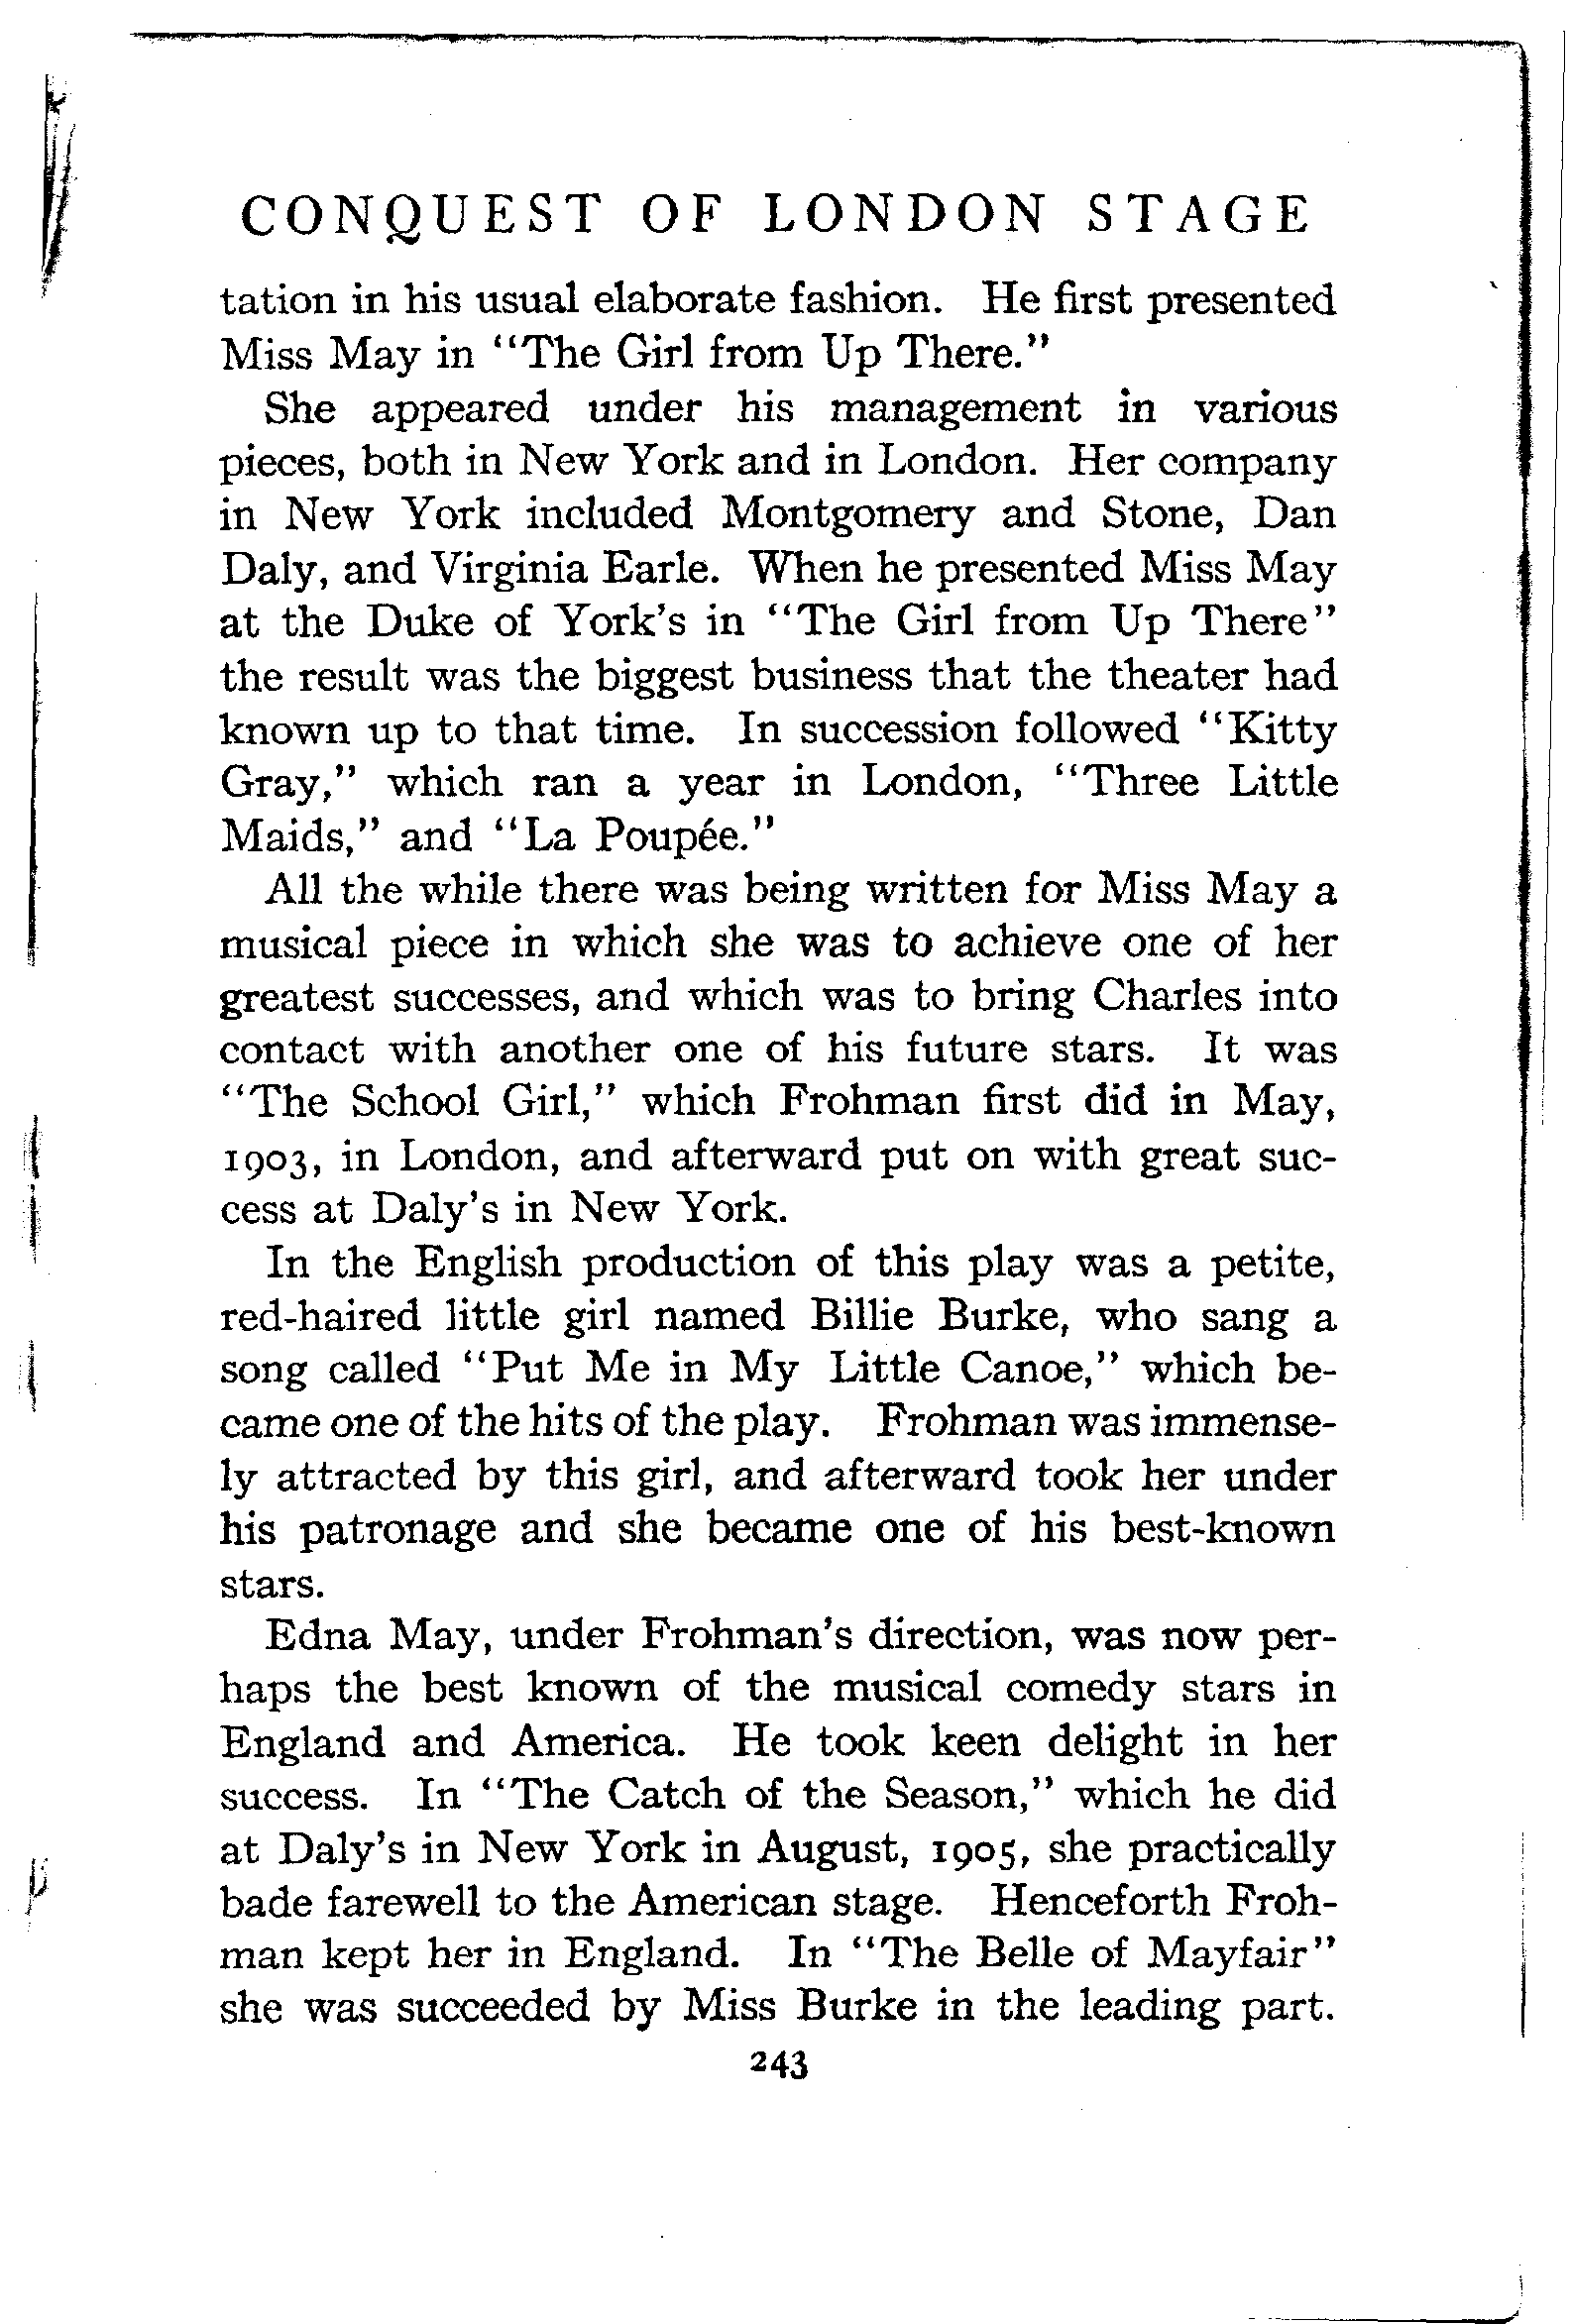 CONQUEST OF LONDON STAGE
tation in his usual elaborate fashion. He first presented
Miss May in "The Girl from Up There."
She appeared under his management in various
pieces, both in New York and in London. Her company
in New York included Montgomery and Stone, Dan
Daly, and Virginia Earle. When he presented Miss May
at the Duke of York's in "The Girl from Up There"
the result was the biggest business that the theater had
known up to that time. In succession followed "Kitty
Gray," which ran a year in London, "Three Little
Maids," and "La Poupée."
All the while there was being written for Miss May a
musical piece in which she was to achieve one of her
greatest successes, and which was to bring Charles into
contact with another one of his future stars. It was
"The School Girl," which Frohman first did in May,
1903, in London, and afterward put on with great suc-
cess at Daly's in New York.
In the English production of this play was a petite,
red-haired little girl named Billie Burke, who sang a
song called "Put Me in My Little Canoe," which be-
came one of the hits of the play. Frohman was immense-
ly attracted by this girl, and afterward took her under
his patronage and she became one of his best-known
stars.
Edna May, under Frohman's direction, was now per-
haps the best known of the musical comedy stars in
England and America. He took keen delight in her
success. In "The Catch of the Season," which he did
at Daly's in New York in August, 1905, she practically
bade farewell to the American stage. Henceforth Froh-
man kept her in England. In "The Belle of Mayfair"
she was succeeded by Miss Burke in the leading part.
243